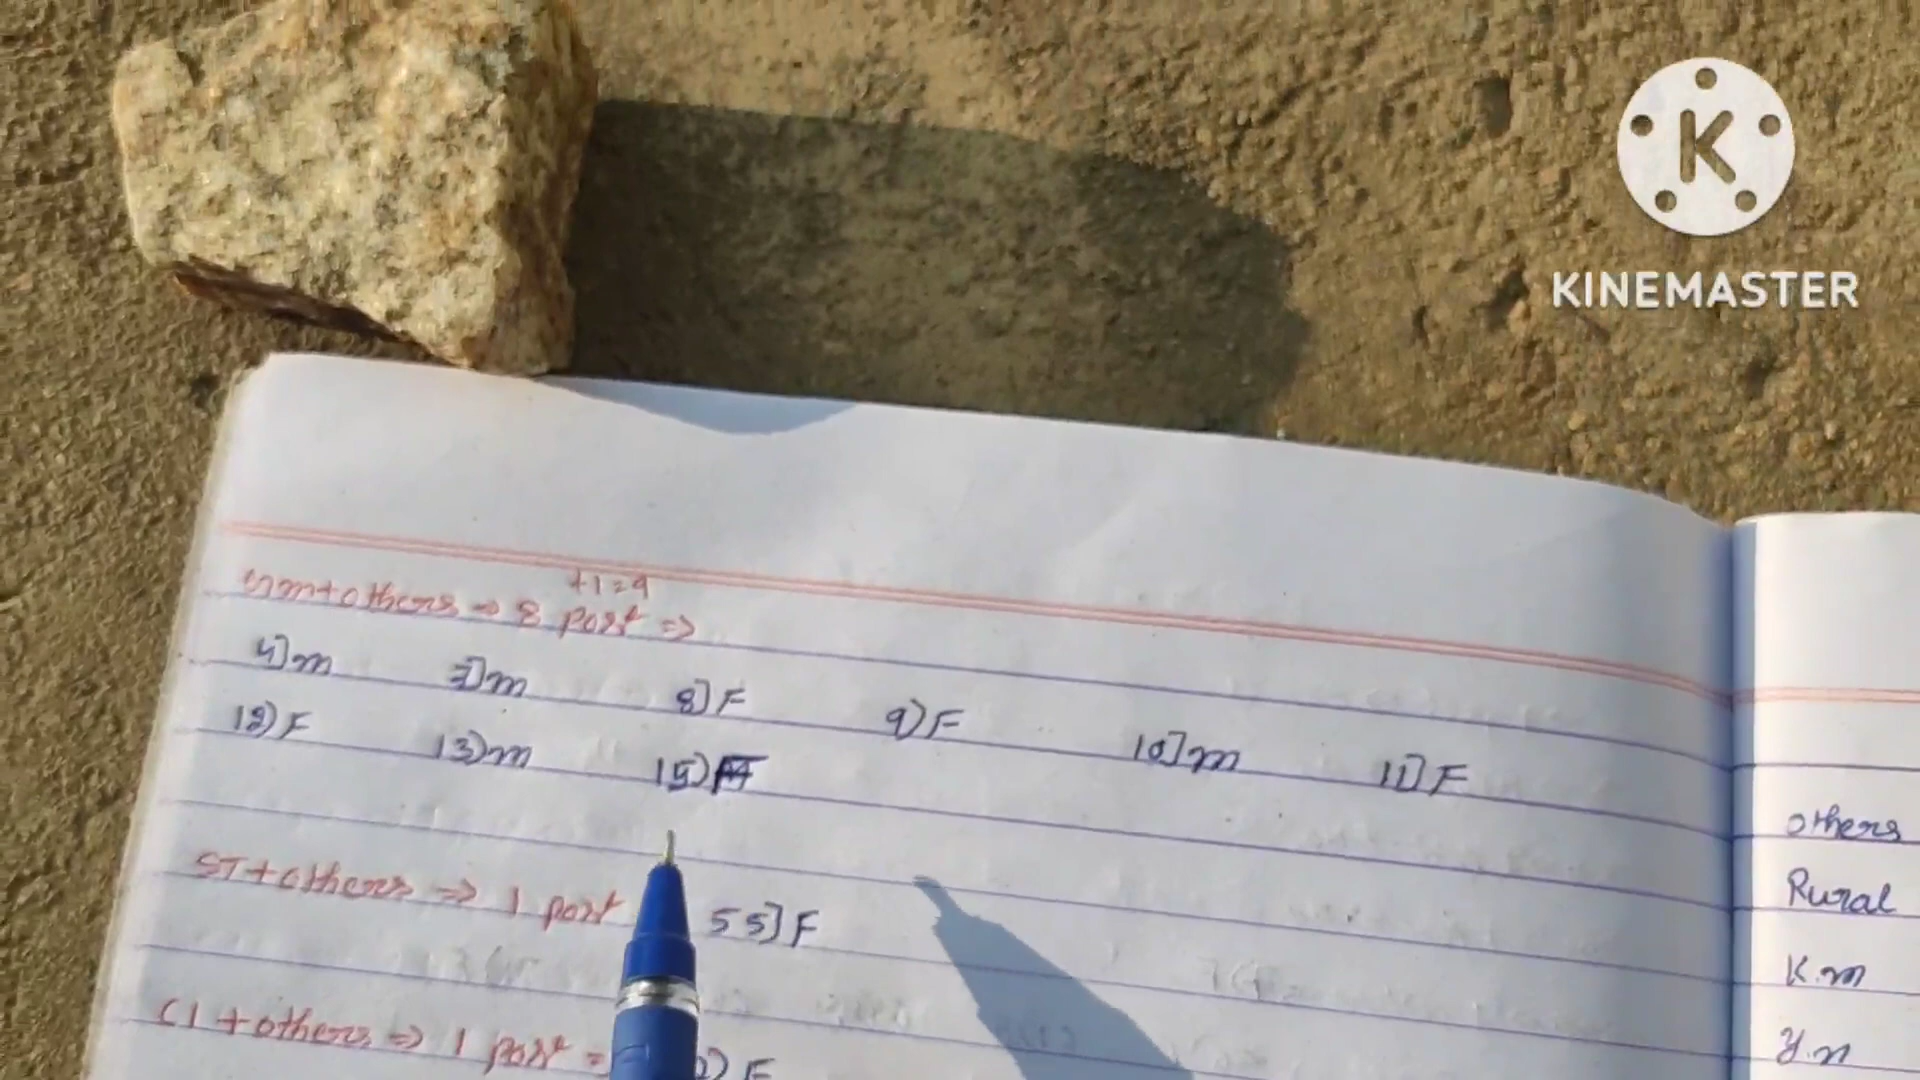 K
KINEMASTER
+1=9
m+others => 8 post =>
4]m 7]m 8]F 9)F 10]m 11]F
12)F 13)m 15)
ST+others => 1 post 55]F
C1+others => 1 post = 2)F
others
Rural
K.m
y.n